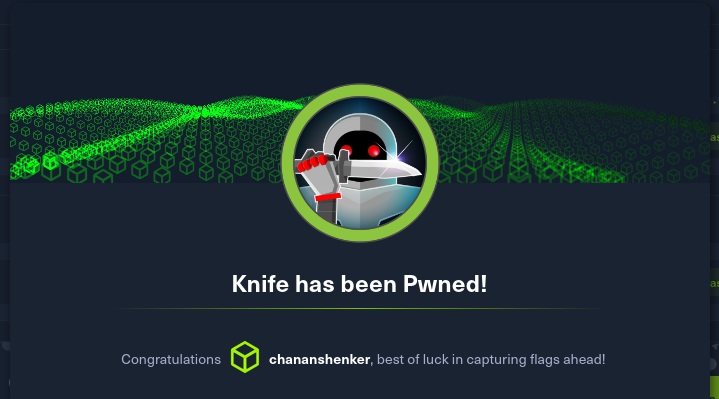 Knife has been Pwned!
Congratulations chananshenker, best of luck in capturing flags ahead!